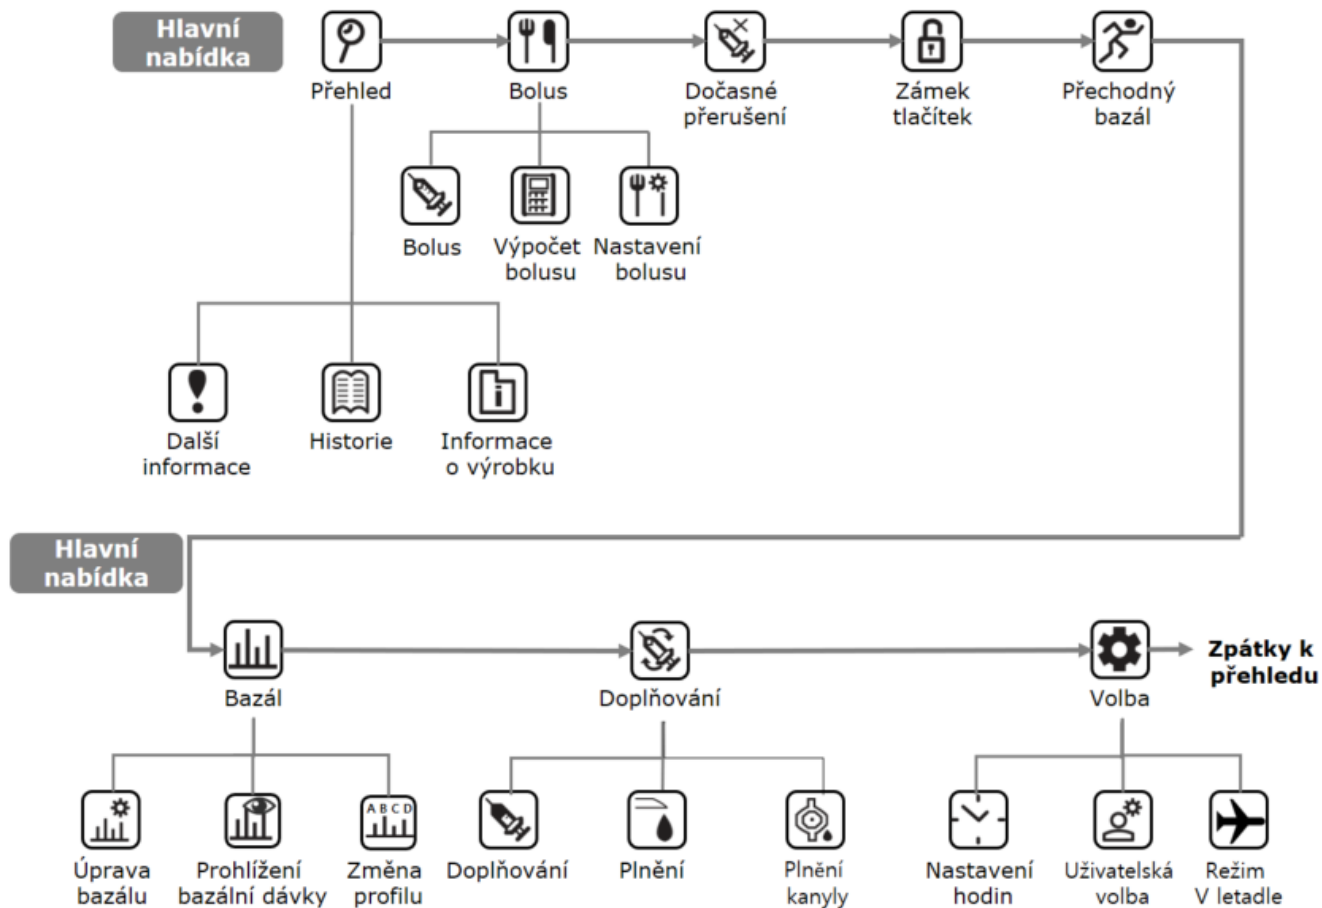 Hlavní
nabídka
Přehled
Bolus
Dočasné
přerušení
Zámek
tlačítek
Přechodný
bazál
Bolus
Výpočet
bolusu
Nastavení
bolusu
Další
informace
Historie
Informace
o výrobku
Hlavní
nabídka
Bazál
Doplňování
Volba
Zpátky k
přehledu
A B C D
Úprava
bazálu
Prohlížení
bazální dávky
Změna
profilu
Doplňování
Plnění
Plnění
kanyly
Nastavení
hodin
Uživatelská
volba
Režim
V letadle